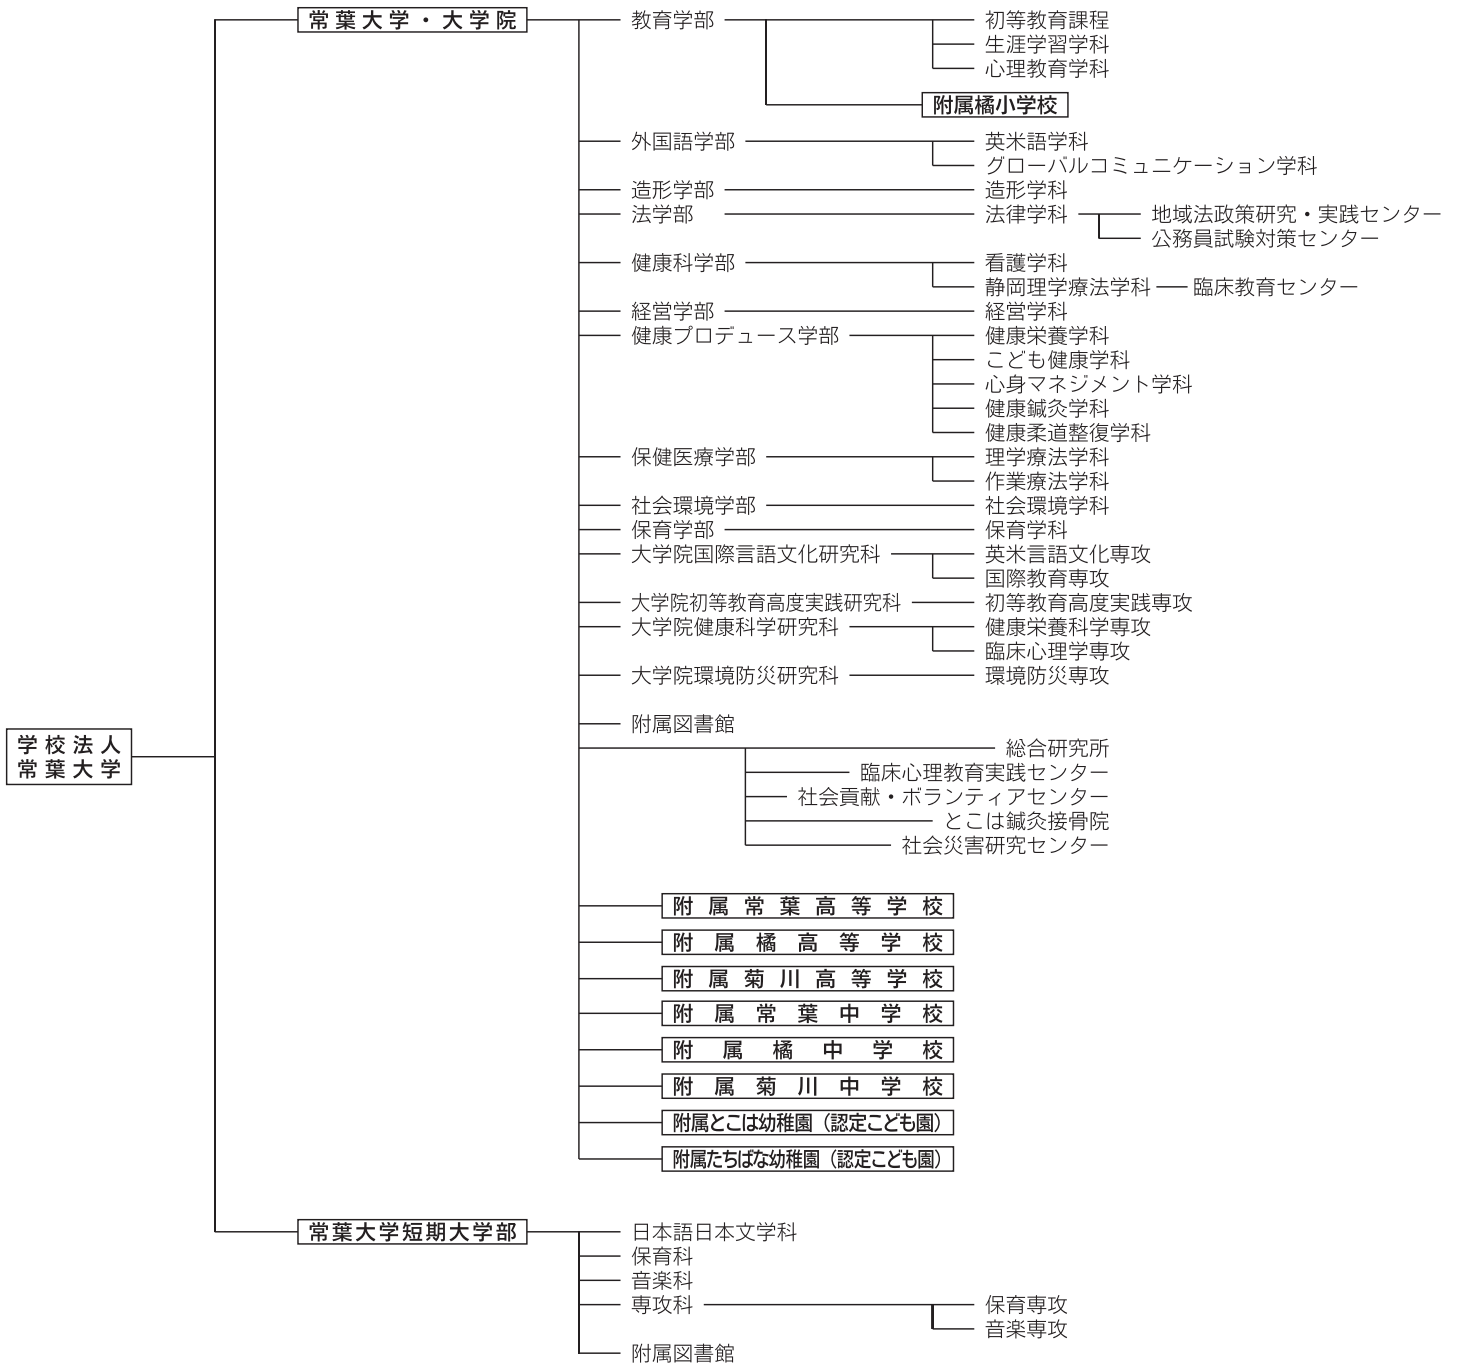 常葉大学・大学院
教育学部
初等教育課程
生涯学習学科
心理教育学科
附属橘小学校
外国語学部
英米語学科
グローバルコミュニケーション学科
造形学部
造形学科
法学部
法律学科
地域法政策研究・実践センター
公務員試験対策センター
健康科学部
看護学科
静岡理学療法学科
臨床教育センター
経営学部
経営学科
健康プロデュース学部
健康栄養学科
こども健康学科
心身マネジメント学科
健康鍼灸学科
健康柔道整復学科
保健医療学部
理学療法学科
作業療法学科
社会環境学部
社会環境学科
保育学部
保育学科
大学院国際言語文化研究科
英米言語文化専攻
国際教育専攻
大学院初等教育高度実践研究科
初等教育高度実践専攻
大学院健康科学研究科
健康栄養科学専攻
臨床心理学専攻
大学院環境防災研究科
環境防災専攻
附属図書館
学校法人
常葉大学
総合研究所
臨床心理教育実践センター
社会貢献・ボランティアセンター
とこは鍼灸接骨院
社会災害研究センター
附属常葉高等学校
附属橘高等学校
附属菊川高等学校
附属常葉中学校
附属橘中学校
附属菊川中学校
附属とこは幼稚園（認定こども園）
附属たちばな幼稚園（認定こども園）
常葉大学短期大学部
日本語日本文学科
保育科
音楽科
専攻科
保育専攻
音楽専攻
附属図書館